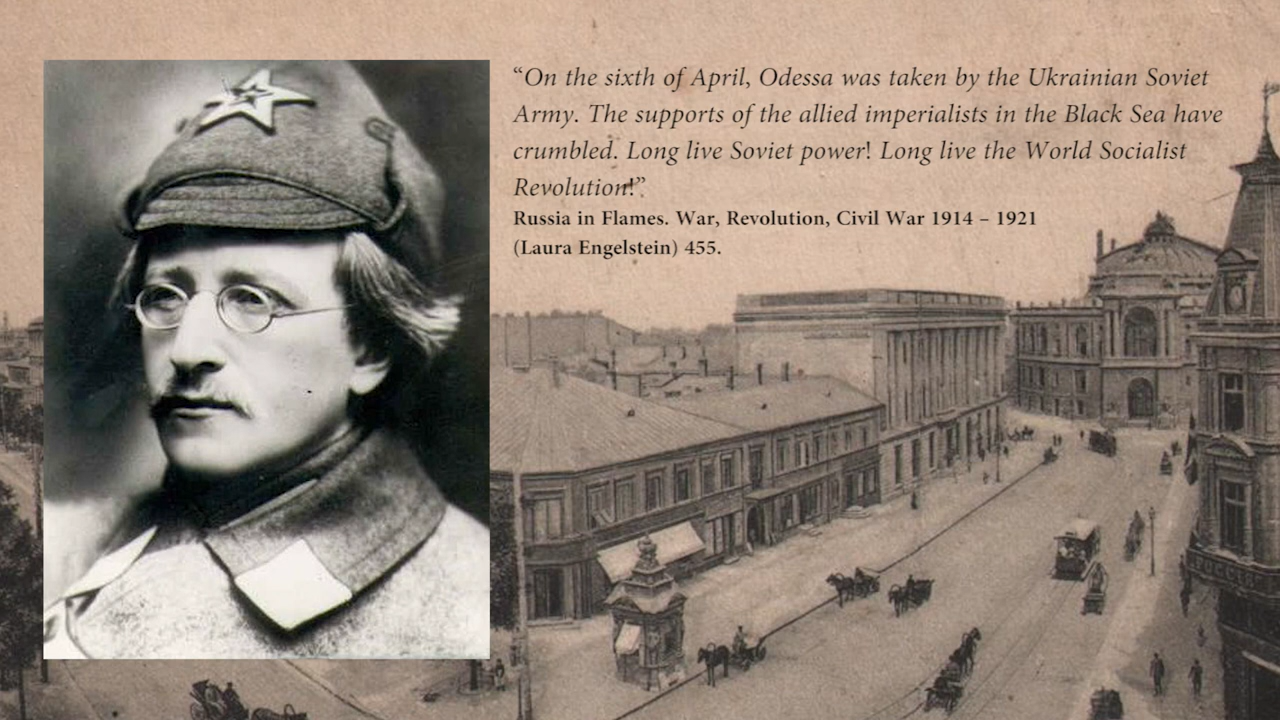 “On the sixth of April, Odessa was taken by the Ukrainian Soviet
Army. The supports of the allied imperialists in the Black Sea have
crumbled. Long live Soviet power! Long live the World Socialist
Revolution!”
Russia in Flames. War, Revolution, Civil War 1914 – 1921
(Laura Engelstein) 455.